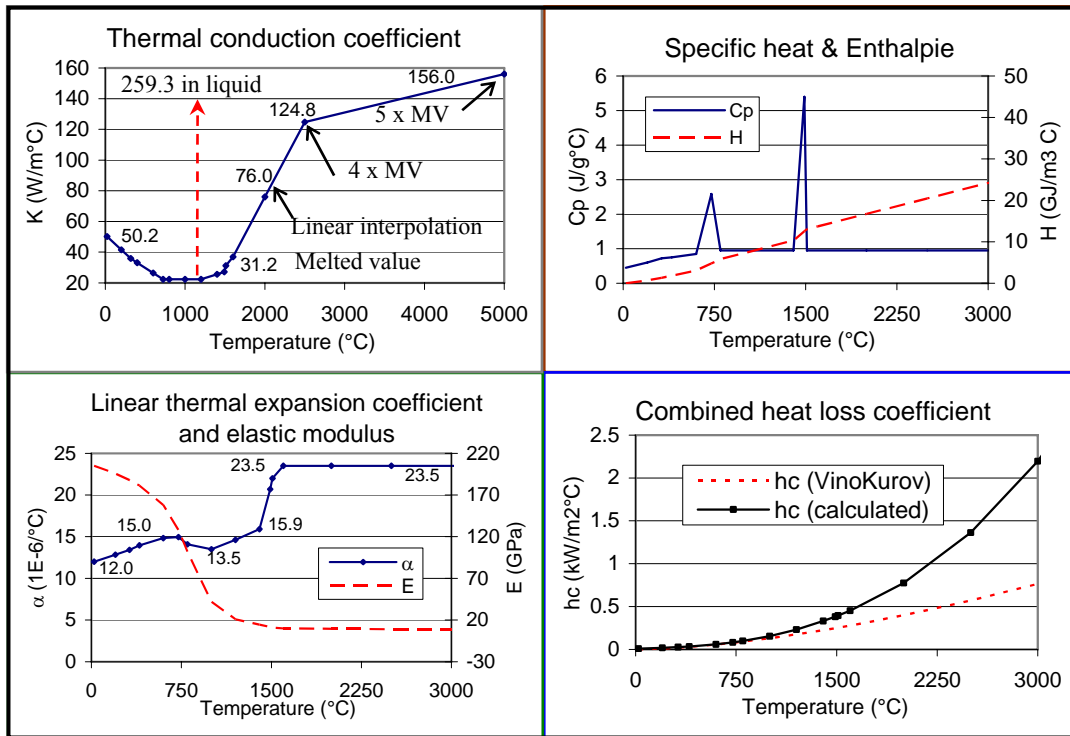 Thermal conduction coefficient
160
140
120
100
80
60
40
20
K (W/m°C)
259.3 in liquid
50.2
31.2
76.0
124.8
156.0
5 x MV
4 x MV
Linear interpolation
Melted value
0 1000 2000 3000 4000 5000
Temperature (°C)
Specific heat & Enthalpie
6
5
4
3
2
1
0
Cp (J/g°C)
Cp
H
50
40
30
20
10
0
H (GJ/m3 C)
0 750 1500 2250 3000
Temperature (°C)
Linear thermal expansion coefficient
and elastic modulus
25
20
15
10
5
0
α (1E-6/°C)
12.0
15.0
13.5
15.9
23.5
23.5
α
E
220
170
120
70
20
-30
E (GPa)
0 750 1500 2250 3000
Temperature (°C)
Combined heat loss coefficient
2.5
2
1.5
1
0.5
0
hc (kW/m2°C)
hc (VinoKurov)
hc (calculated)
0 750 1500 2250 3000
Temperature (°C)